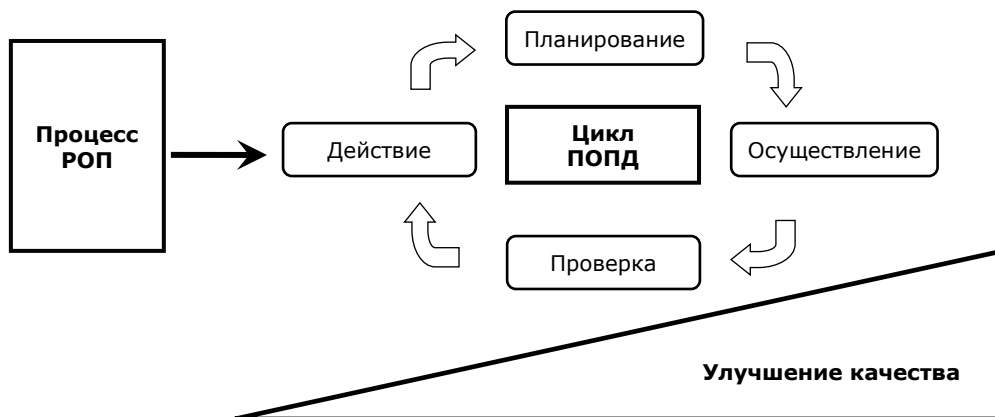 Планирование
Процесс
РОП
Действие
Цикл
ПОПД
Осуществление
Проверка
Улучшение качества